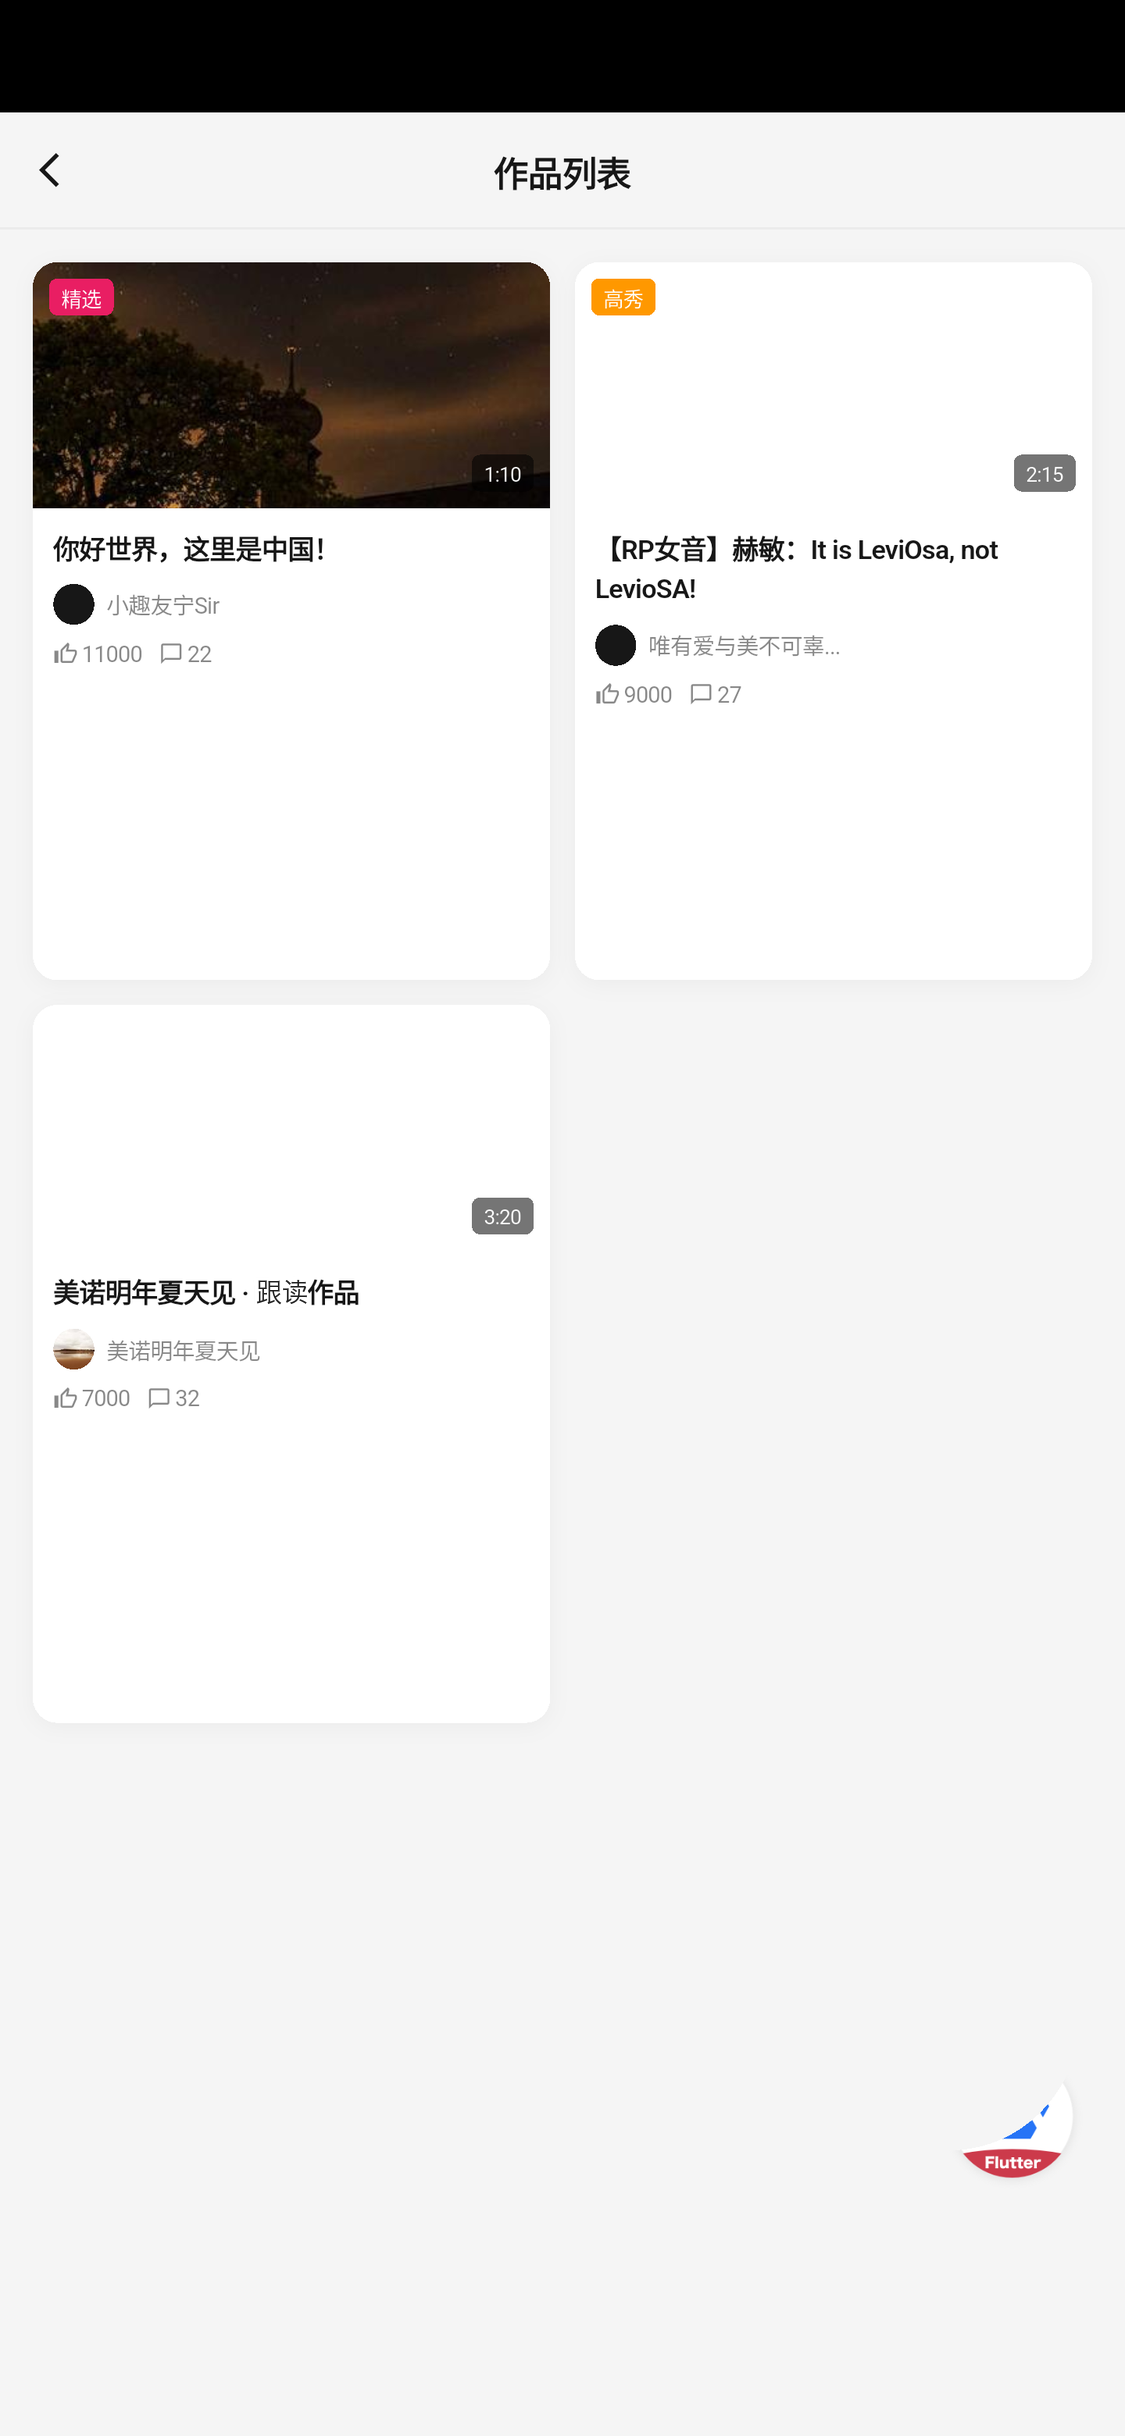 作品列表
精选
1:10
你好世界，这里是中国！
小趣友宁Sir
11000 22
高秀
2:15
【RP女音】赫敏：It is LeviOsa, not
LevioSA!
唯有爱与美不可辜...
9000 27
3:20
美诺明年夏天见 · 跟读作品
美诺明年夏天见
7000 32
Flutter